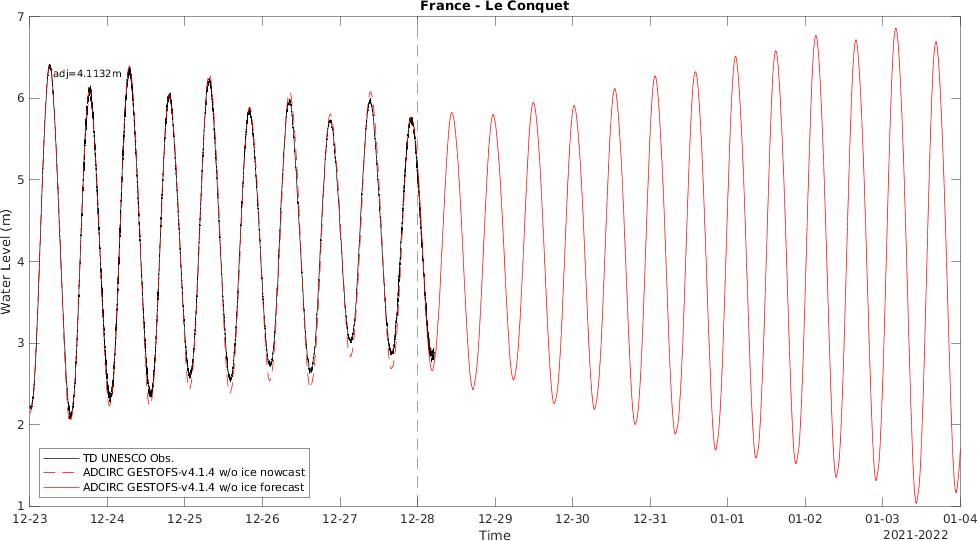 France - Le Conquet
7
adj=4.1132m
6
5
4
3
2
1
Water Level (m)
TD UNESCO Obs.
ADCIRC GESTOFS-v4.1.4 w/o ice nowcast
ADCIRC GESTOFS-v4.1.4 w/o ice forecast
12-23 12-24 12-25 12-26 12-27 12-28 12-29 12-30 12-31 01-01 01-02 01-03 01-04
Time
2021-2022